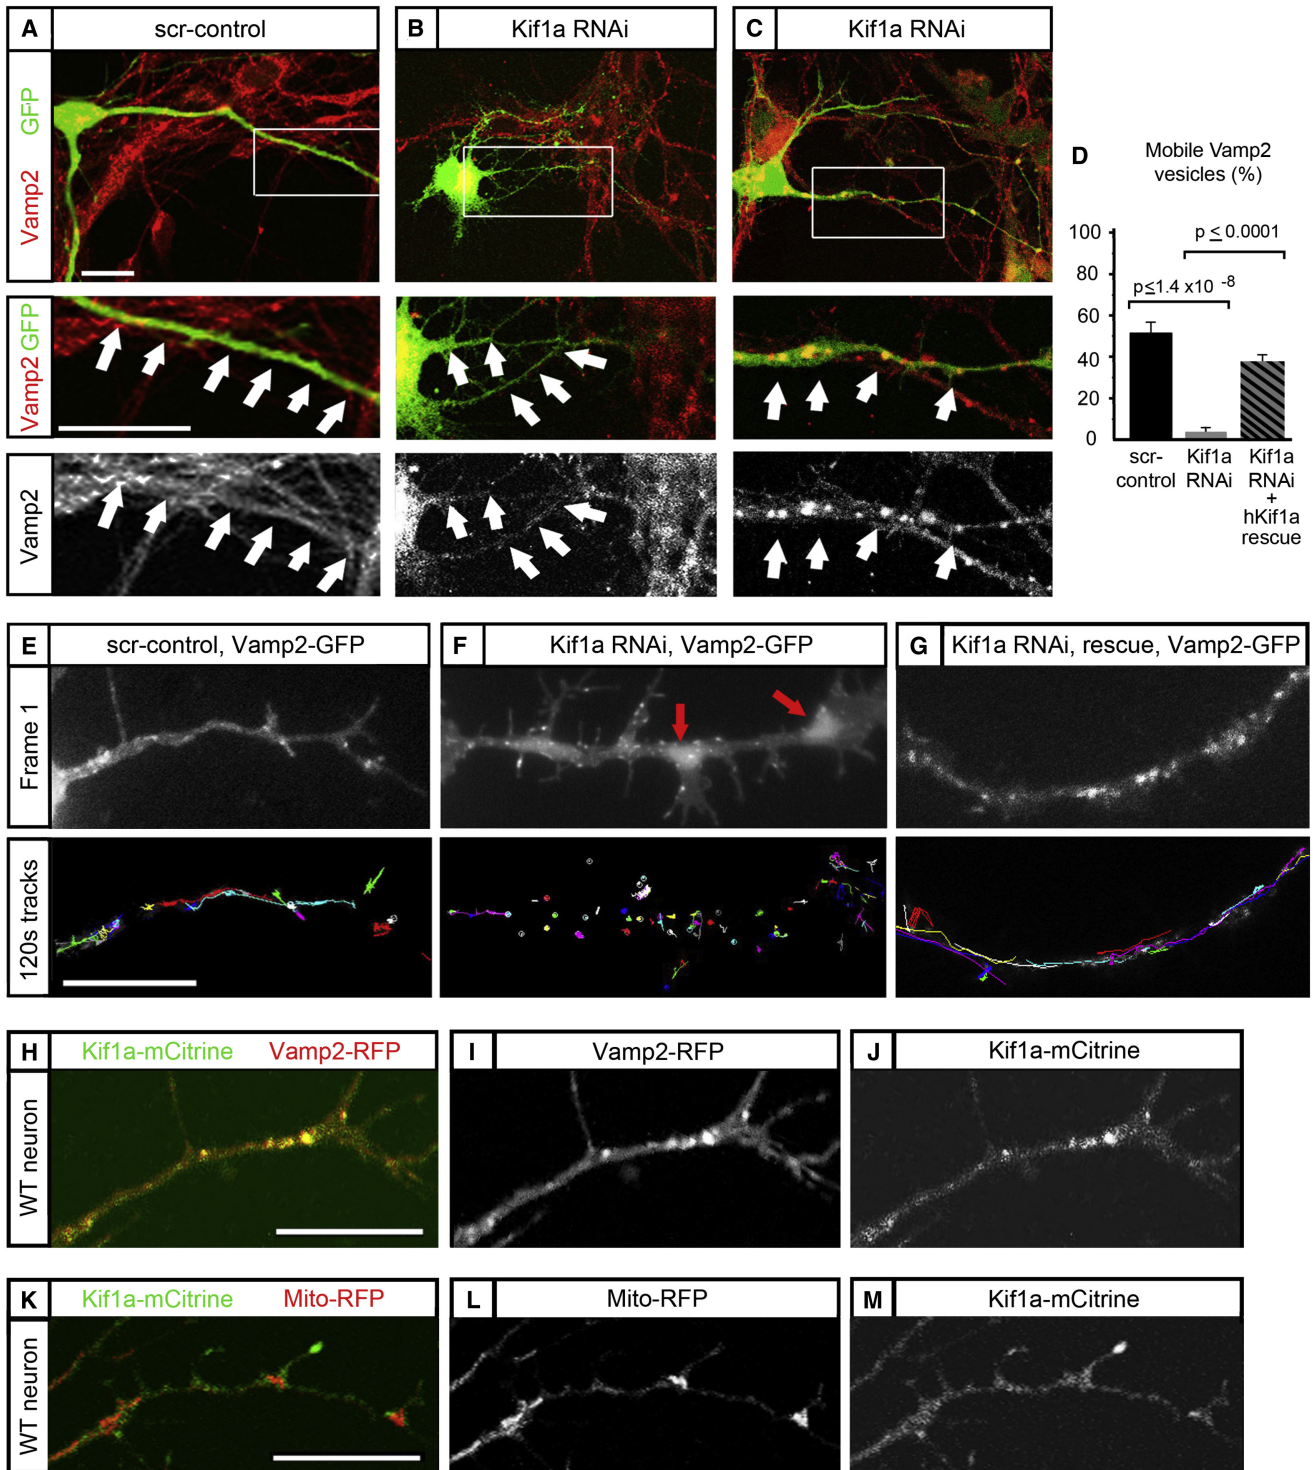 A
scr-control
B
Kif1a RNAi
C
Kif1a RNAi
Vamp2 GFP
Vamp2 GFP
Vamp2
D
Mobile Vamp2
vesicles (%)
100
80
60
40
20
0
p ≤ 0.0001
p≤1.4 x10 -8
scr-
control
Kif1a
RNAi
Kif1a
RNAi
+
hKif1a
rescue
E
scr-control, Vamp2-GFP
F
Kif1a RNAi, Vamp2-GFP
G
Kif1a RNAi, rescue, Vamp2-GFP
Frame 1
120s tracks
H
Kif1a-mCitrine Vamp2-RFP
I
Vamp2-RFP
J
Kif1a-mCitrine
WT neuron
K
Kif1a-mCitrine Mito-RFP
L
Mito-RFP
M
Kif1a-mCitrine
WT neuron